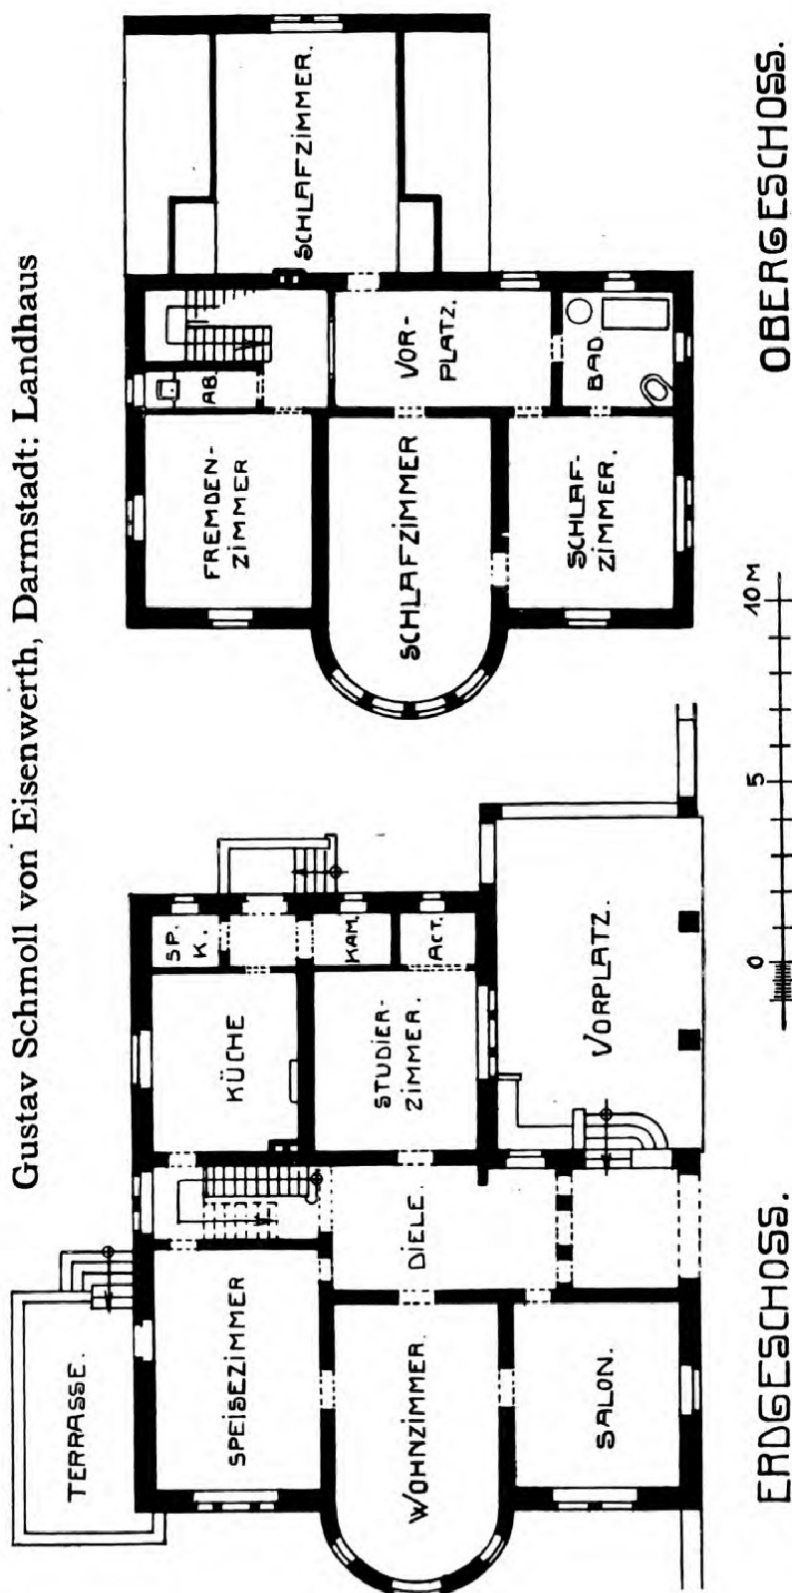 Gustav Schmoll von Eisenwerth, Darmstadt: Landhaus
TERRASSE.
SPEISEZIMMER
WOHNZIMMER.
SALON.
DIELE.
KÜCHE
STUDIER-
ZIMMER.
SP.
K.
KAM.
ACT.
VORPLATZ.
ERDGESCHOSS.
0
5
10 M
FREMDEN-
ZIMMER
AB.
SCHLAFZIMMER
SCHLAF-
ZIMMER.
VOR-
PLATZ.
BAD.
SCHLAFZIMMER.
OBERGESCHOSS.